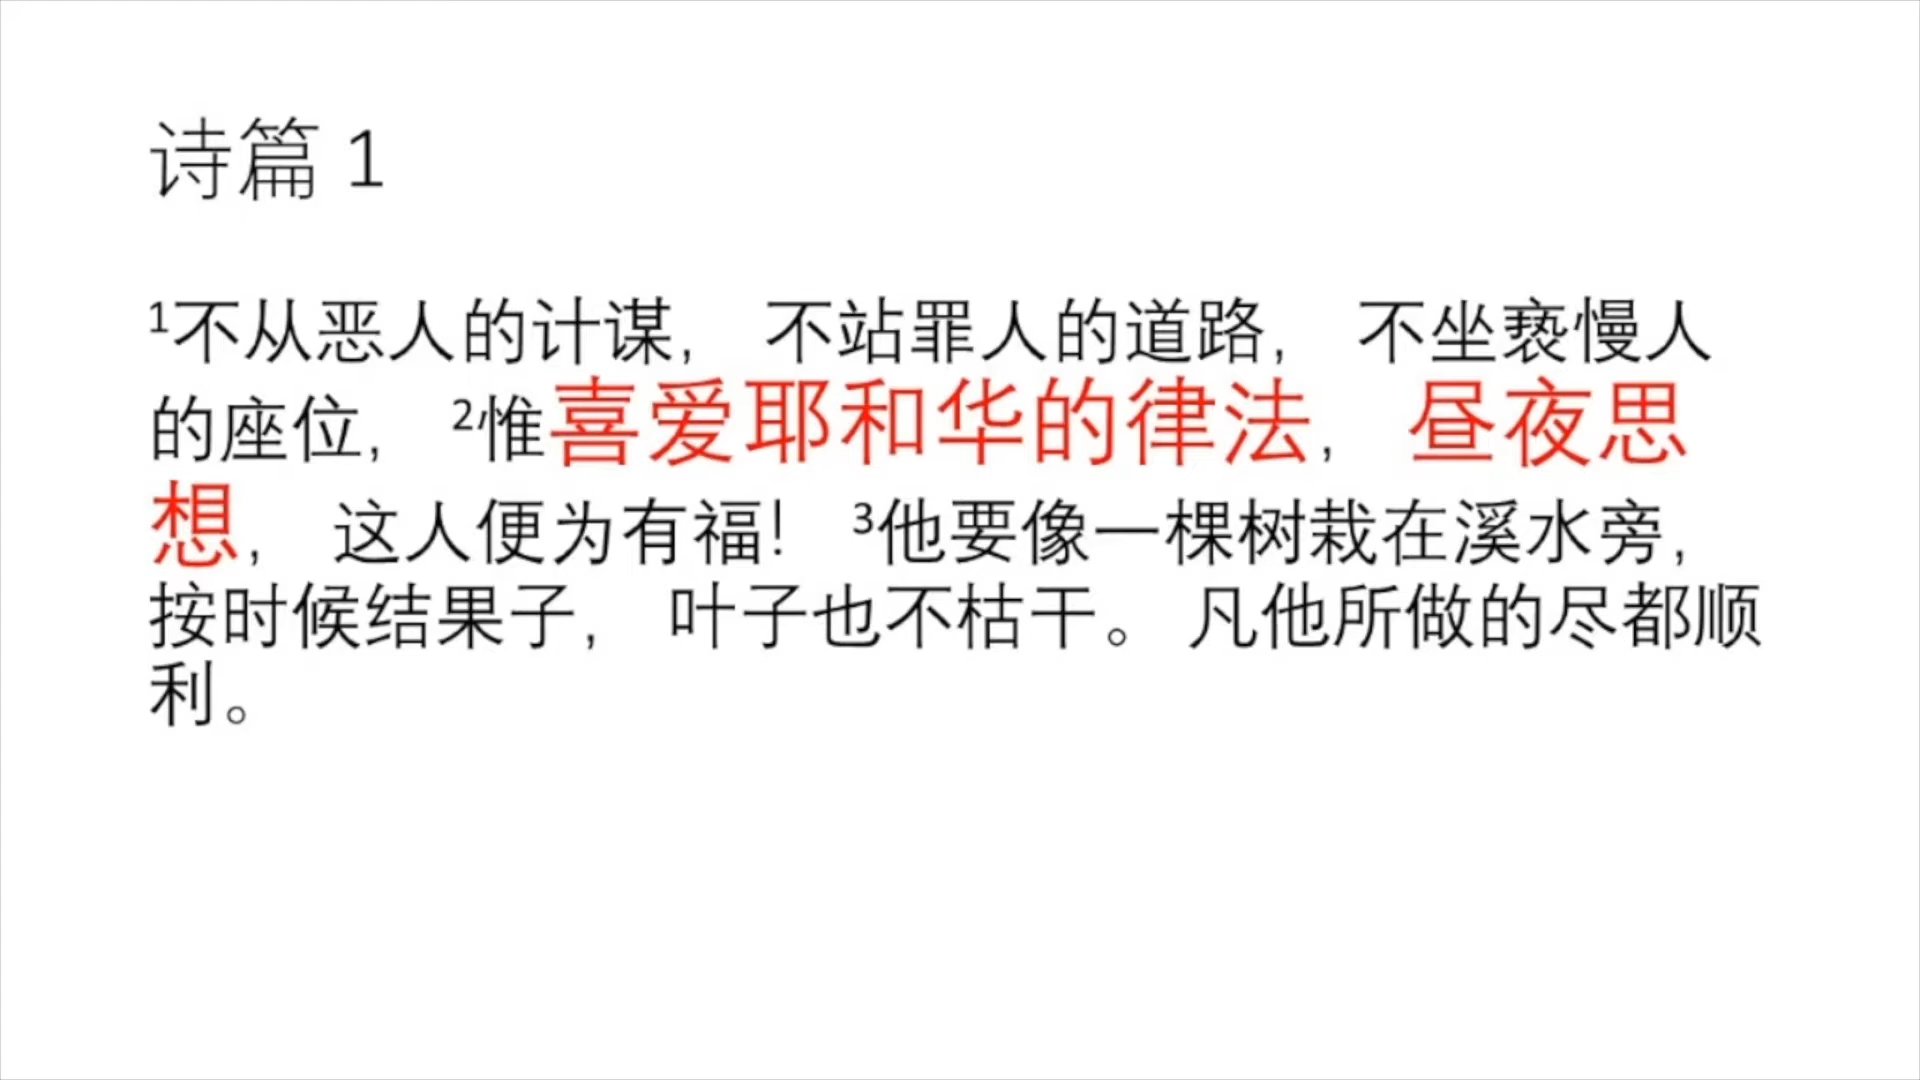 诗篇 1
¹不从恶人的计谋， 不站罪人的道路， 不坐亵慢人
的座位， ²惟喜爱耶和华的律法， 昼夜思
想， 这人便为有福！ ³他要像一棵树栽在溪水旁，
按时候结果子， 叶子也不枯干。 凡他所做的尽都顺
利。